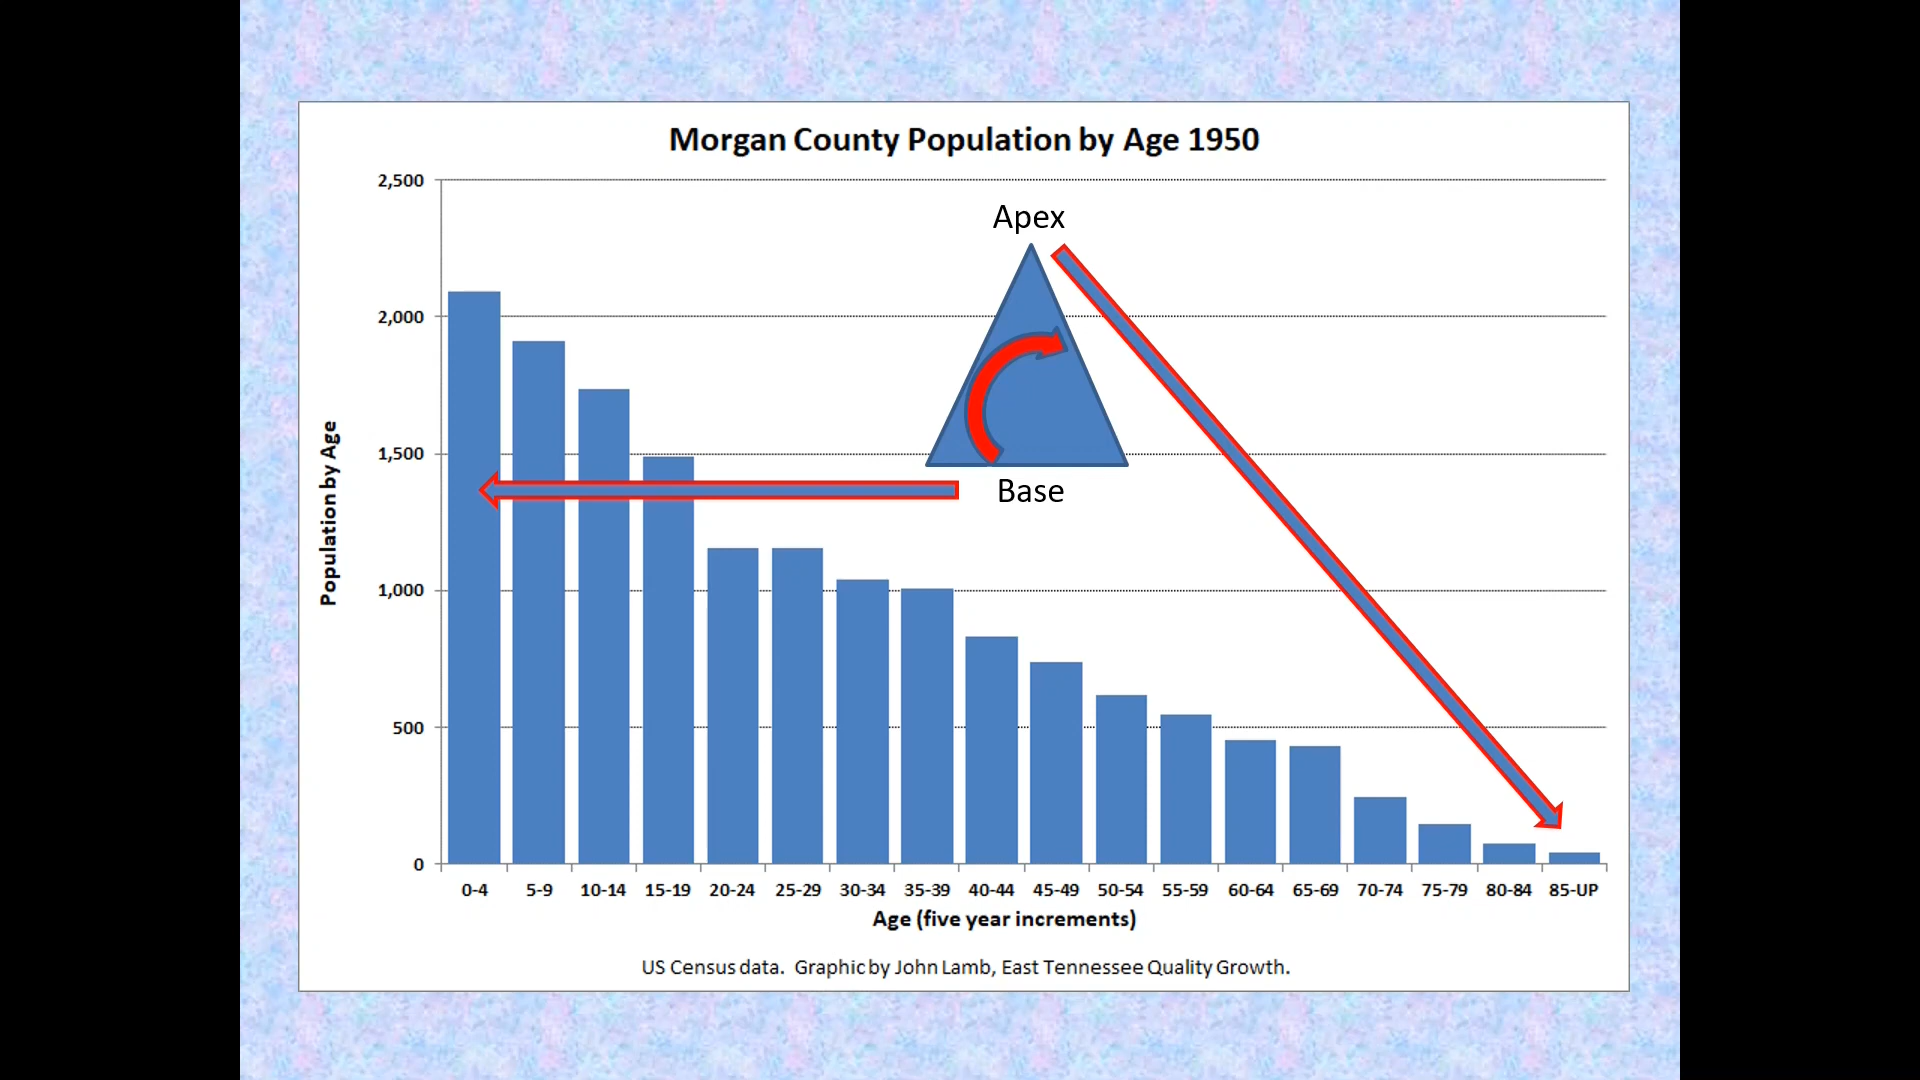 Morgan County Population by Age 1950
2,500
Apex
2,000
1,500
Base
Population by Age
1,000
500
0
0-4 5-9 10-14 15-19 20-24 25-29 30-34 35-39 40-44 45-49 50-54 55-59 60-64 65-69 70-74 75-79 80-84 85-UP
Age (five year increments)
US Census data. Graphic by John Lamb, East Tennessee Quality Growth.